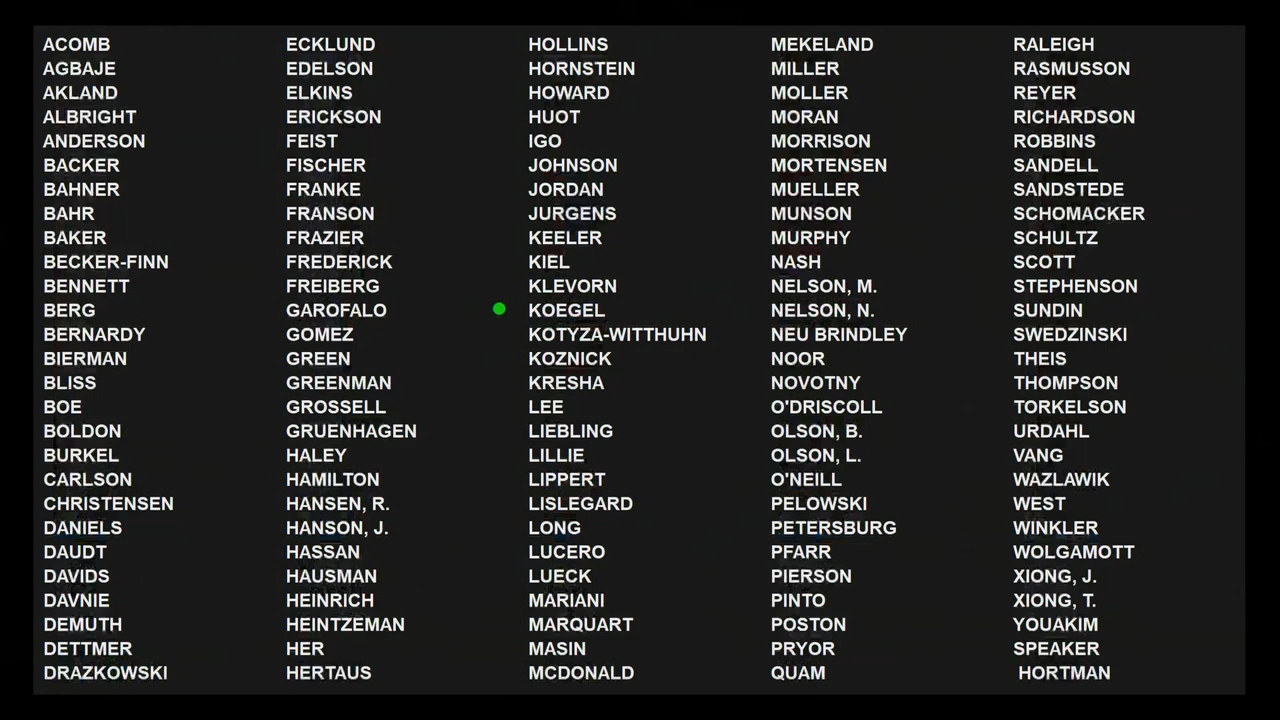 ACOMB
AGBAJE
AKLAND
ALBRIGHT
ANDERSON
BACKER
BAHNER
BAHR
BAKER
BECKER-FINN
BENNETT
BERG
BERNARDY
BIERMAN
BLISS
BOE
BOLDON
BURKEL
CARLSON
CHRISTENSEN
DANIELS
DAUDT
DAVIDS
DAVNIE
DEMUTH
DETTMER
DRAZKOWSKI
ECKLUND
EDELSON
ELKINS
ERICKSON
FEIST
FISCHER
FRANKE
FRANSON
FRAZIER
FREDERICK
FREIBERG
GAROFALO
GOMEZ
GREEN
GREENMAN
GROSSELL
GRUENHAGEN
HALEY
HAMILTON
HANSEN, R.
HANSON, J.
HASSAN
HAUSMAN
HEINRICH
HEINTZEMAN
HER
HERTAUS
HOLLINS
HORNSTEIN
HOWARD
HUOT
IGO
JOHNSON
JORDAN
JURGENS
KEELER
KIEL
KLEVORN
KOEGEL
KOTYZA-WITTHUHN
KOZNICK
KRESHA
LEE
LIEBLING
LILLIE
LIPPERT
LISLEGARD
LONG
LUCERO
LUECK
MARIANI
MARQUART
MASIN
MCDONALD
MEKELAND
MILLER
MOLLER
MORAN
MORRISON
MORTENSEN
MUELLER
MUNSON
MURPHY
NASH
NELSON, M.
NELSON, N.
NEU BRINDLEY
NOOR
NOVOTNY
O'DRISCOLL
OLSON, B.
OLSON, L.
O'NEILL
PELOWSKI
PETERSBURG
PFARR
PIERSON
PINTO
POSTON
PRYOR
QUAM
RALEIGH
RASMUSSON
REYER
RICHARDSON
ROBBINS
SANDELL
SANDSTEDE
SCHOMACKER
SCHULTZ
SCOTT
STEPHENSON
SUNDIN
SWEDZINSKI
THEIS
THOMPSON
TORKELSON
URDAHL
VANG
WAZLAWIK
WEST
WINKLER
WOLGAMOTT
XIONG, J.
XIONG, T.
YOUAKIM
SPEAKER
HORTMAN